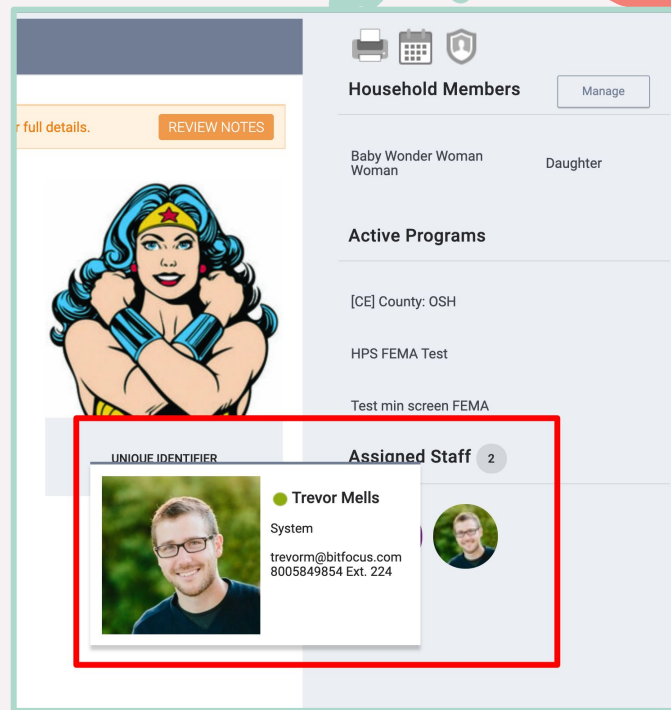 Household Members
Manage
r full details.
REVIEW NOTES
Baby Wonder Woman
Woman
Daughter
Active Programs
[CE] County: OSH
HPS FEMA Test
Test min screen FEMA
UNIQUE IDENTIFIER
Assigned Staff 2
Trevor Mells
System
trevorm@bitfocus.com
8005849854 Ext. 224